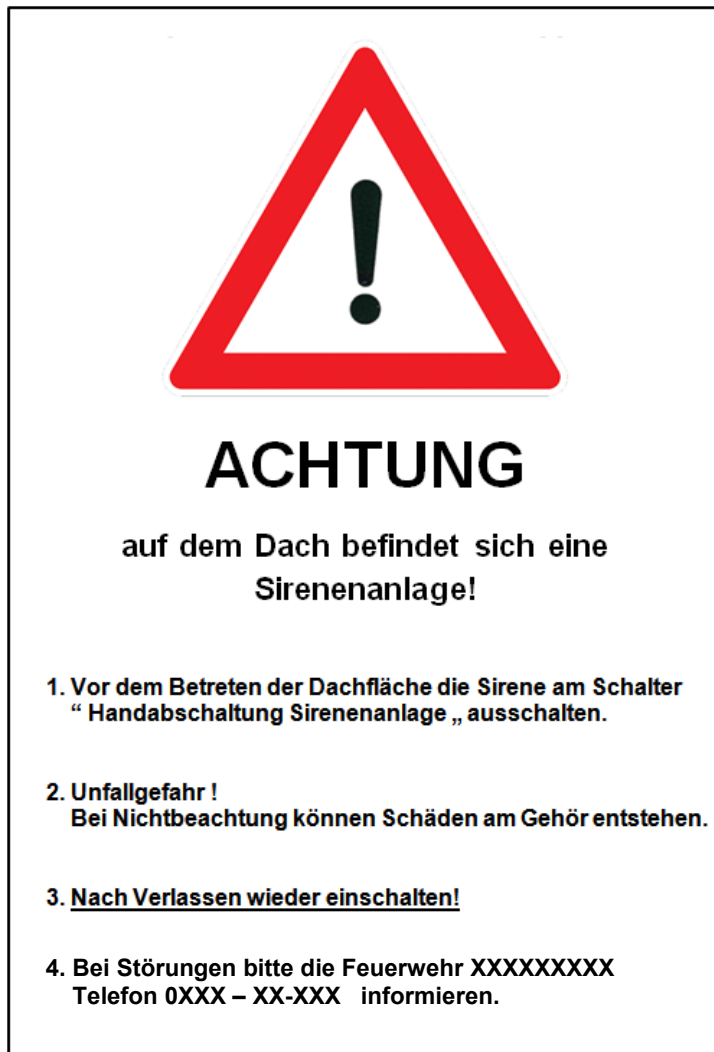 ACHTUNG
auf dem Dach befindet sich eine
Sirenenanlage!
1. Vor dem Betreten der Dachfläche die Sirene am Schalter
“ Handabschaltung Sirenenanlage „ ausschalten.
2. Unfallgefahr !
Bei Nichtbeachtung können Schäden am Gehör entstehen.
3. Nach Verlassen wieder einschalten!
4. Bei Störungen bitte die Feuerwehr XXXXXXXXX
Telefon 0XXX – XX-XXX informieren.